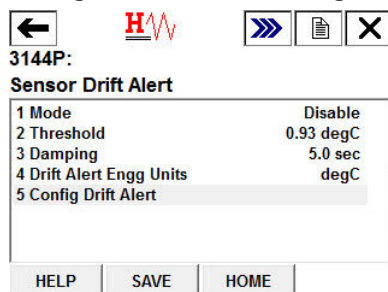 H
3144P:
Sensor Drift Alert
1 Mode Disable
2 Threshold 0.93 degC
3 Damping 5.0 sec
4 Drift Alert Engg Units degC
5 Config Drift Alert
HELP SAVE HOME